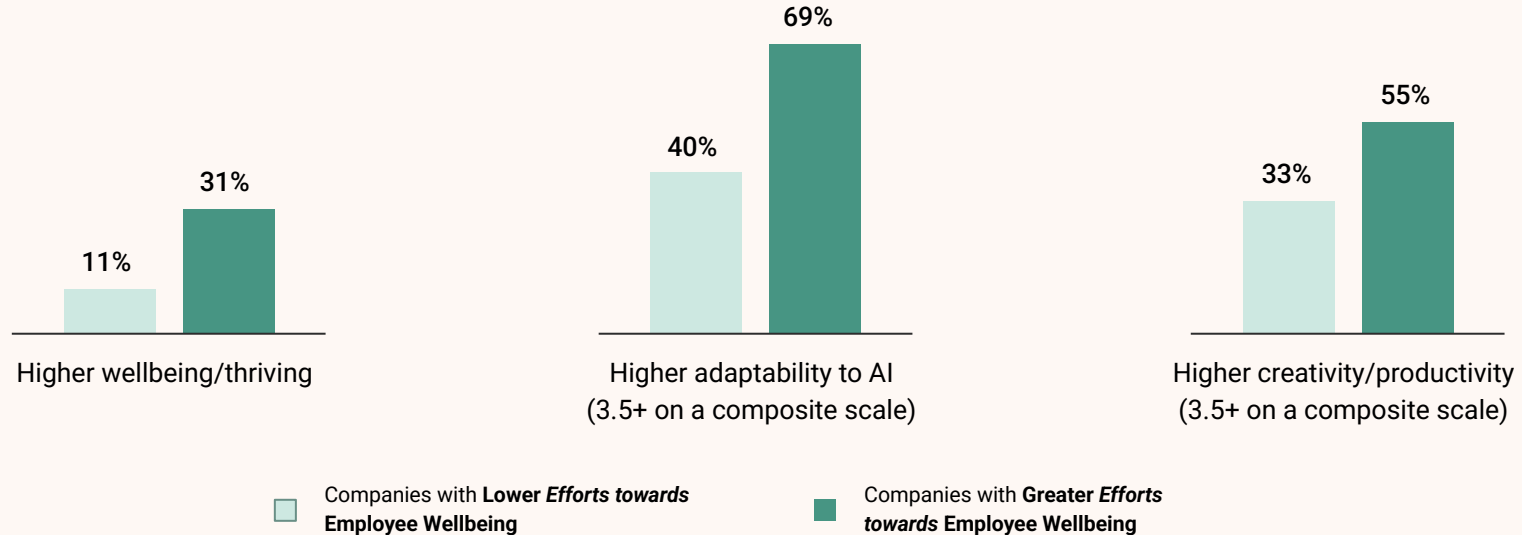 69%
55%
40%
33%
31%
11%
Higher wellbeing/thriving
Higher adaptability to AI
(3.5+ on a composite scale)
Higher creativity/productivity
(3.5+ on a composite scale)
Companies with Lower Efforts towards
Employee Wellbeing
Companies with Greater Efforts
towards Employee Wellbeing